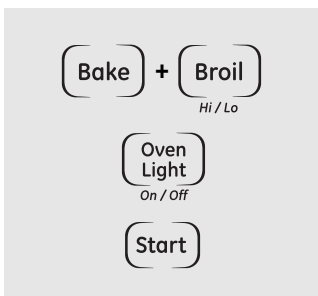 Bake + Broil
Hi / Lo
Oven
Light
On / Off
Start